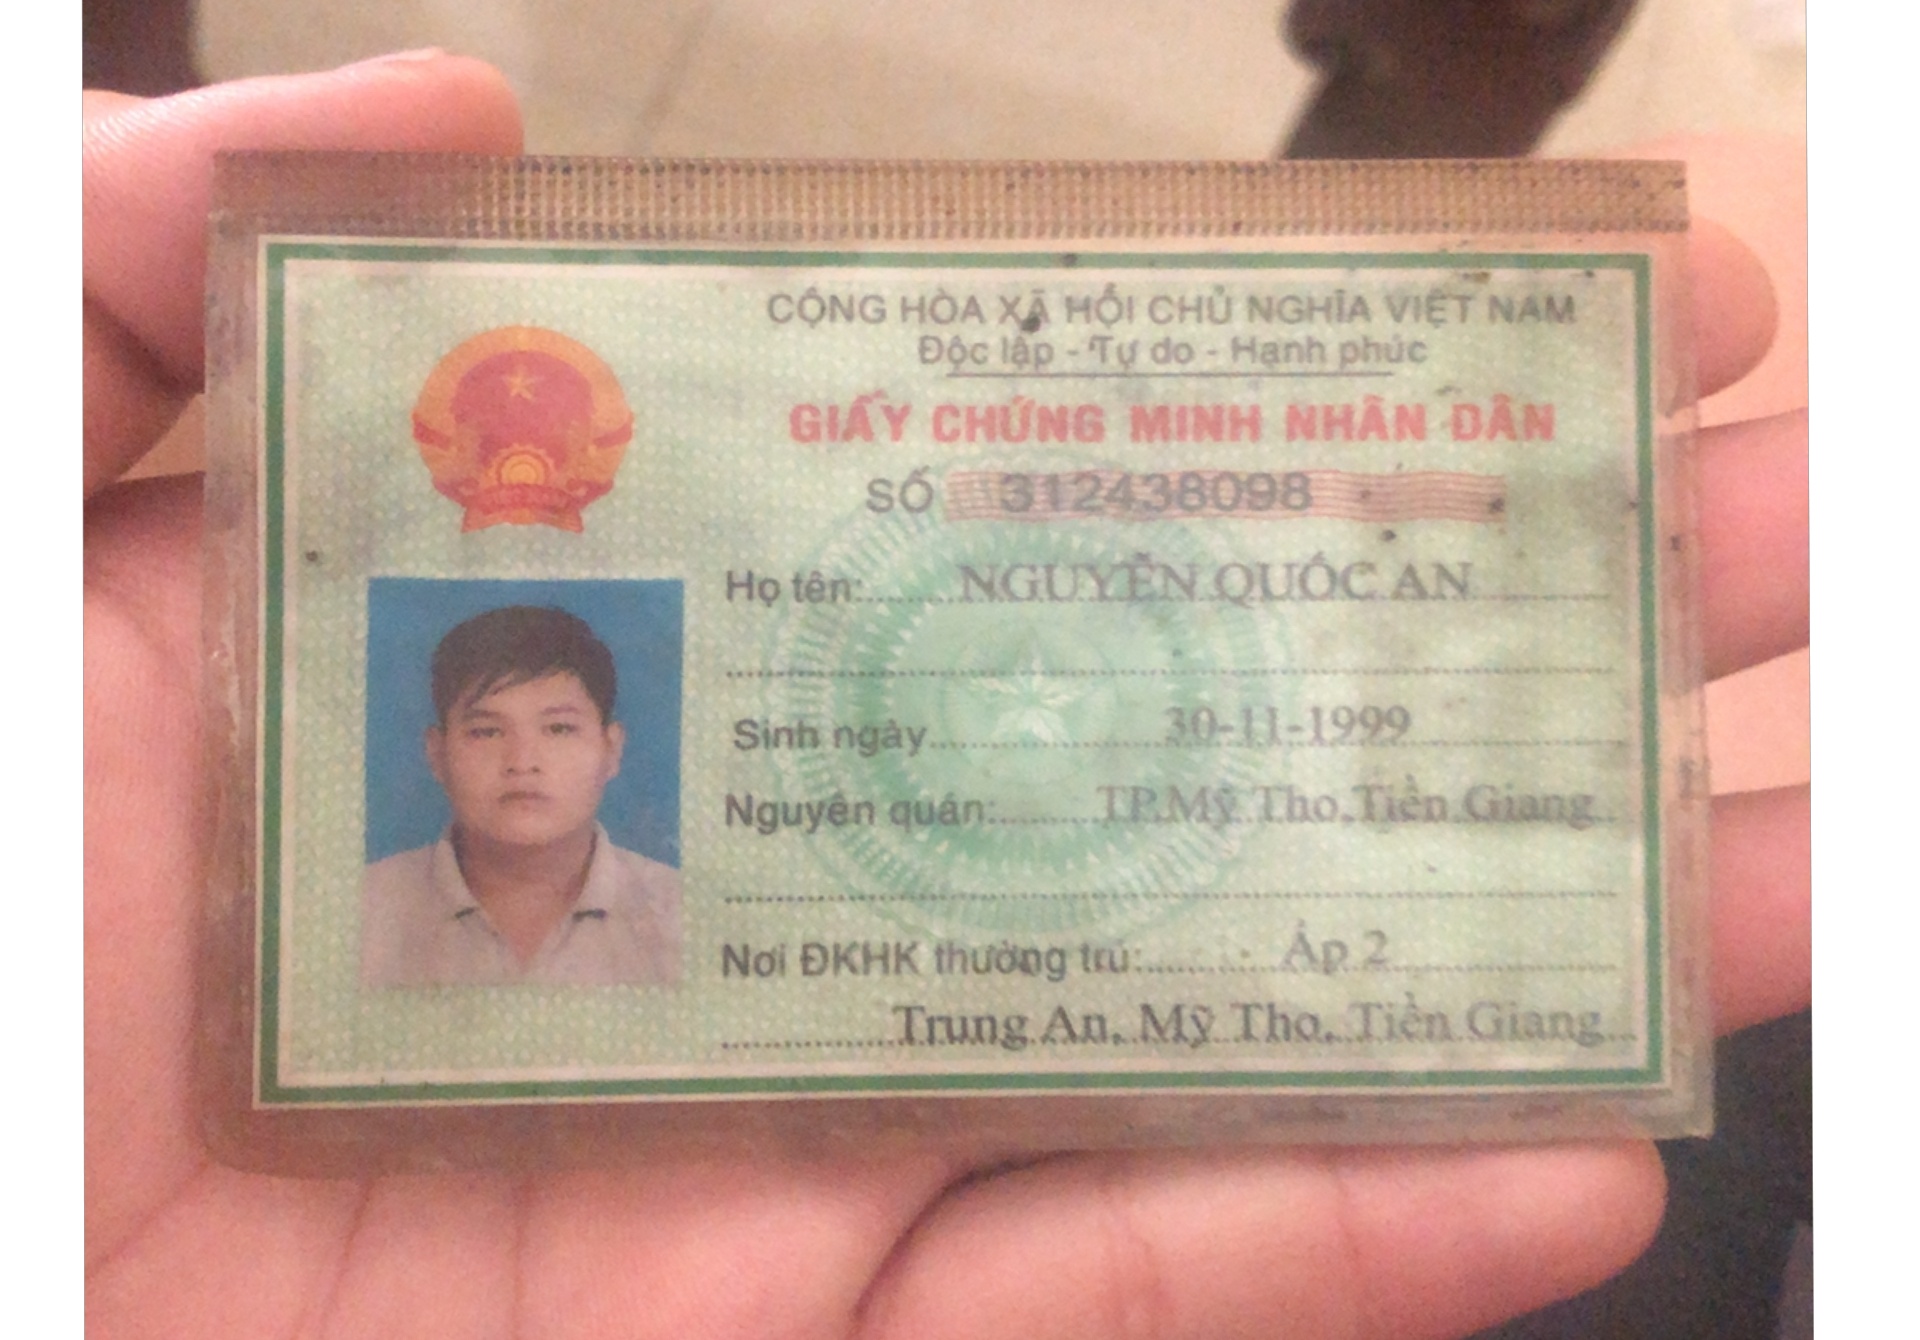 CỘNG HÒA XÃ HỘI CHỦ NGHĨA VIỆT NAM
Độc lập - Tự do - Hạnh phúc
GIẤY CHỨNG MINH NHÂN DÂN
SỐ 312438098
Họ tên: NGUYỄN QUỐC AN
Sinh ngày 30-11-1999
Nguyên quán: TP.Mỹ Tho, Tiền Giang
Nơi ĐKHK thường trú: Ấp 2
Trung An, Mỹ Tho, Tiền Giang